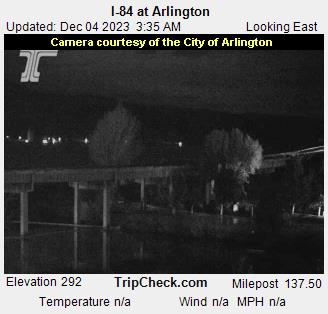 I-84 at Arlington
Updated: Dec 04 2023 3:35 AM Looking East
Camera courtesy of the City of Arlington
Elevation 292 TripCheck.com Milepost 137.50
Temperature n/a Wind n/a MPH n/a